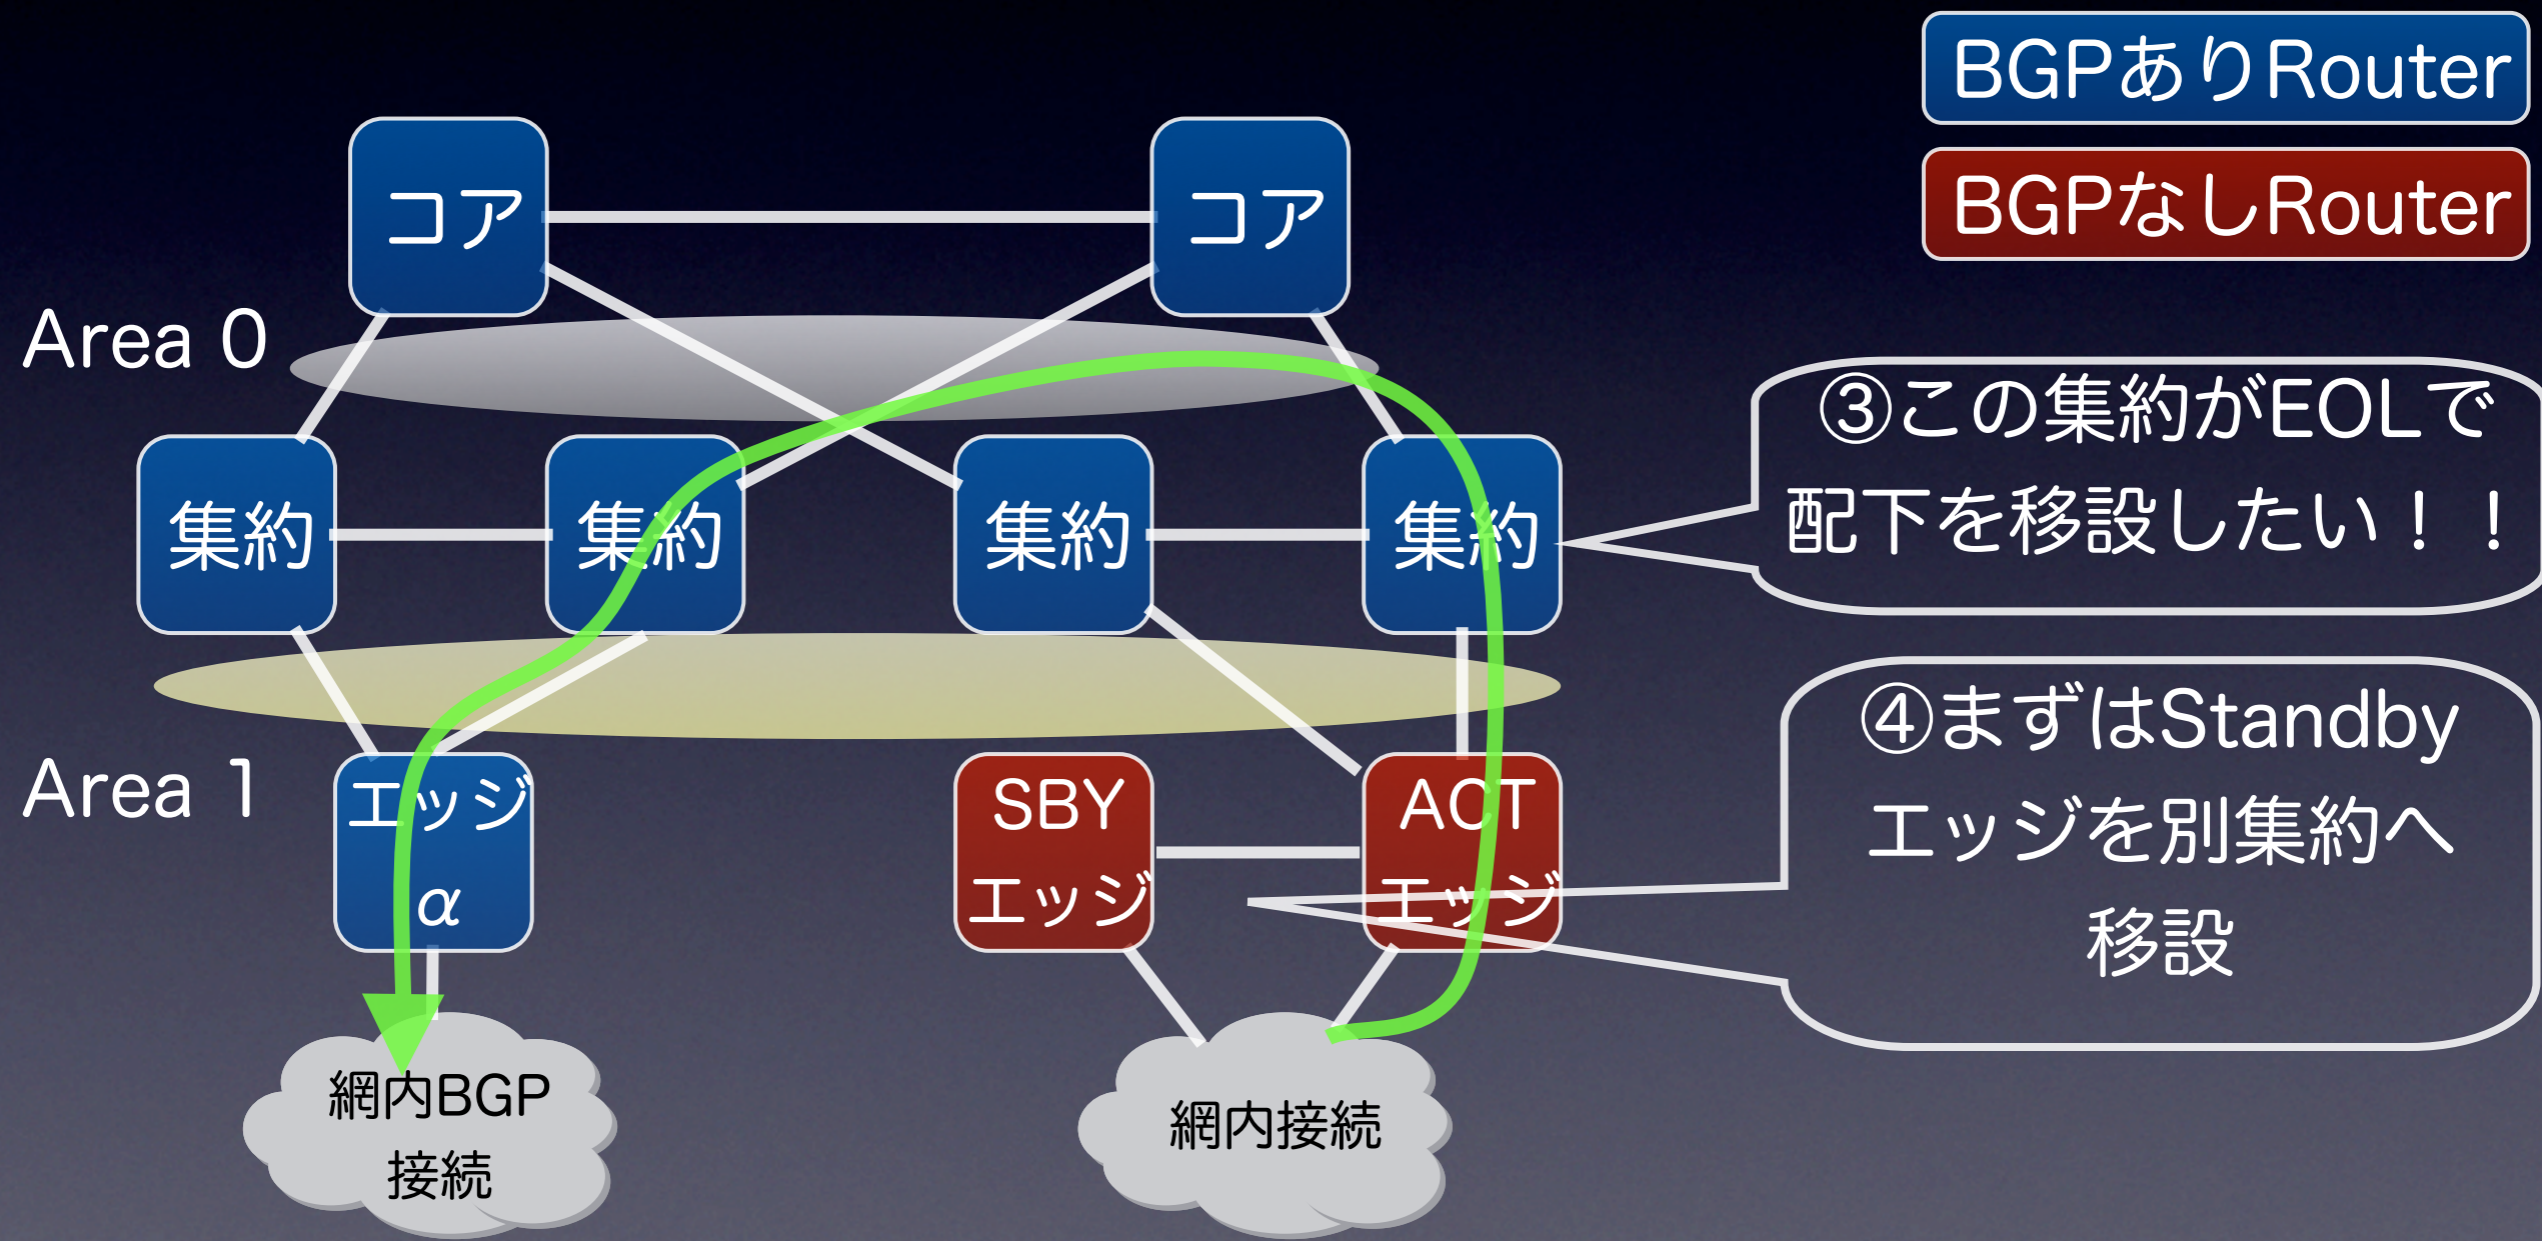 BGPありRouter
BGPなしRouter
コア
コア
Area 0
③この集約がEOLで
配下を移設したい！！
集約
集約
集約
集約
④まずはStandby
エッジを別集約へ
移設
Area 1
エッジ
α
SBY
エッジ
ACT
エッジ
網内BGP
接続
網内接続